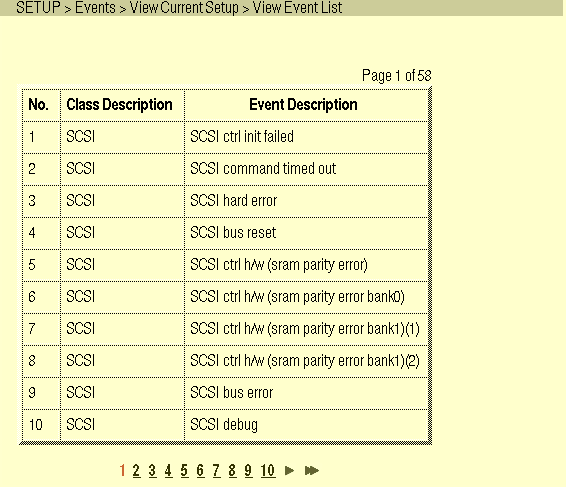 SETUP > Events > View Current Setup > View Event List
Page 1 of 58
No. Class Description Event Description
1 SCSI SCSI ctrl init failed
2 SCSI SCSI command timed out
3 SCSI SCSI hard error
4 SCSI SCSI bus reset
5 SCSI SCSI ctrl h/w (sram parity error)
6 SCSI SCSI ctrl h/w (sram parity error bank0)
7 SCSI SCSI ctrl h/w (sram parity error bank1)(1)
8 SCSI SCSI ctrl h/w (sram parity error bank1)(2)
9 SCSI SCSI bus error
10 SCSI SCSI debug
1 2 3 4 5 6 7 8 9 10